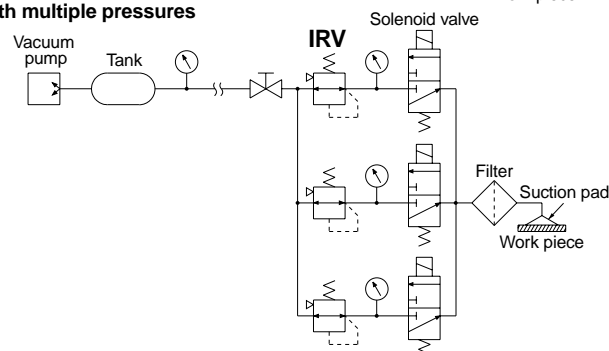 th multiple pressures
Solenoid valve
Vacuum
pump
Tank
IRV
Filter
Suction pad
Work piece